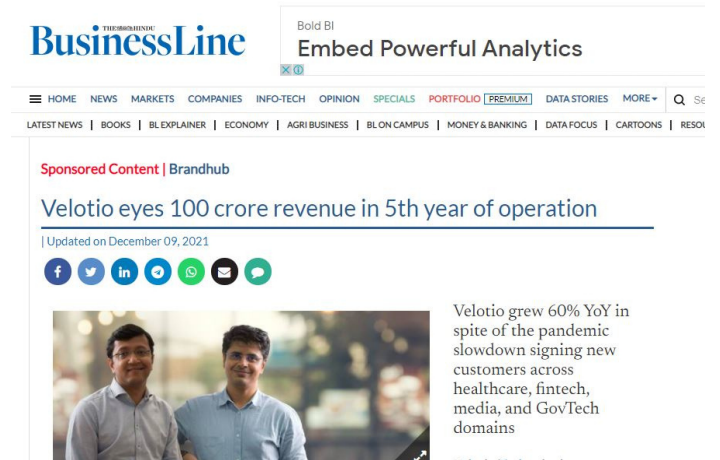 THE HINDU
BusinessLine
Bold BI
Embed Powerful Analytics
HOME NEWS MARKETS COMPANIES INFO-TECH OPINION SPECIALS PORTFOLIO PREMIUM DATA STORIES MORE
LATEST NEWS | BOOKS | BL EXPLAINER | ECONOMY | AGRI BUSINESS | BL ON CAMPUS | MONEY & BANKING | DATA FOCUS | CARTOONS |
Sponsored Content | Brandhub
Velotio eyes 100 crore revenue in 5th year of operation
| Updated on December 09, 2021
Velotio grew 60% YoY in
spite of the pandemic
slowdown signing new
customers across
healthcare, fintech,
media, and GovTech
domains